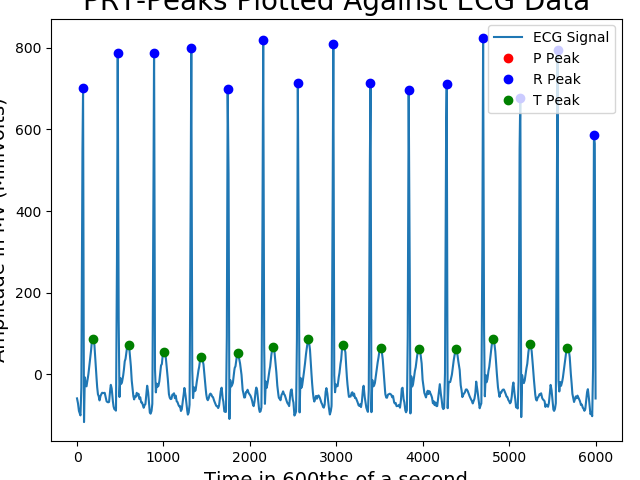 PRT-Peaks Plotted Against ECG Data
ECG Signal
P Peak
R Peak
T Peak
800
600
400
200
0
Amplitude in MV (Millivolts)
0 1000 2000 3000 4000 5000 6000
Time in 600ths of a second